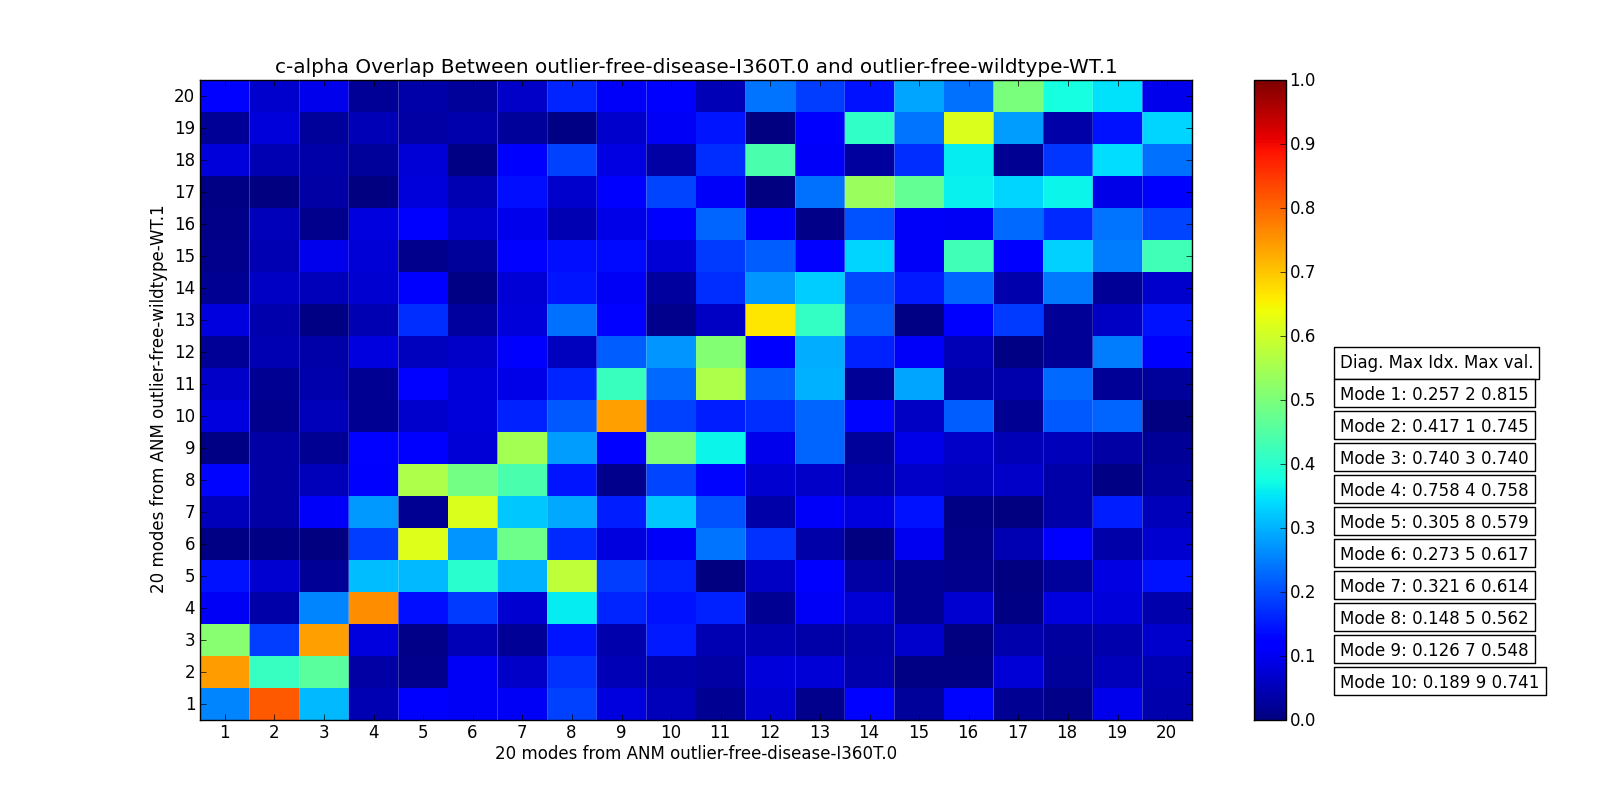 c-alpha Overlap Between outlier-free-disease-I360T.0 and outlier-free-wildtype-WT.1
20 modes from ANM outlier-free-wildtype-WT.1
20
19
18
17
16
15
14
13
12
11
10
9
8
7
6
5
4
3
2
1
1 2 3 4 5 6 7 8 9 10 11 12 13 14 15 16 17 18 19 20
20 modes from ANM outlier-free-disease-I360T.0
1.0
0.9
0.8
0.7
0.6
0.5
0.4
0.3
0.2
0.1
0.0
Diag. Max Idx. Max val.
Mode 1: 0.257 2 0.815
Mode 2: 0.417 1 0.745
Mode 3: 0.740 3 0.740
Mode 4: 0.758 4 0.758
Mode 5: 0.305 8 0.579
Mode 6: 0.273 5 0.617
Mode 7: 0.321 6 0.614
Mode 8: 0.148 5 0.562
Mode 9: 0.126 7 0.548
Mode 10: 0.189 9 0.741